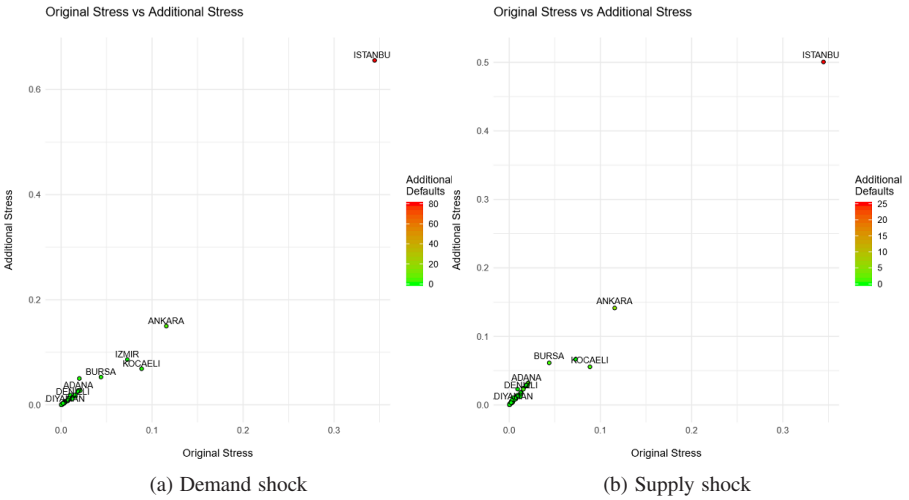 Original Stress vs Additional Stress
ISTANBU
0.6
0.4
0.2
0.0
Additional Stress
ANKARA
IZMIR
KOCAELI
BURSA
ADANA
DENIZLI
DIYAMAN
0.0 0.1 0.2 0.3
Original Stress
Additional
Defaults
80
60
40
20
0
(a) Demand shock
Original Stress vs Additional Stress
ISTANBU
0.5
0.4
0.3
0.2
0.1
0.0
Additional Stress
ANKARA
BURSA
KOCAELI
ADANA
DENIZLI
DIYAMAN
0.0 0.1 0.2 0.3
Original Stress
Additional
Defaults
25
20
15
10
5
0
(b) Supply shock